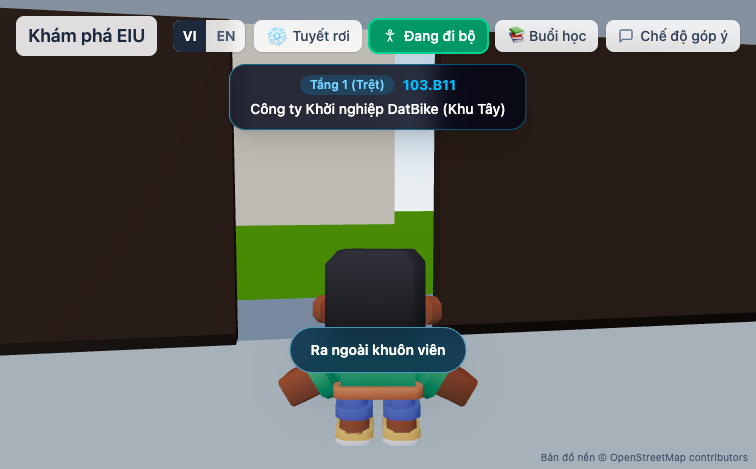 Khám phá EIU
VI EN
Tuyết rơi
Đang đi bộ
Buổi học
Chế độ góp ý
Tầng 1 (Trệt) 103.B11
Công ty Khởi nghiệp DatBike (Khu Tây)
Ra ngoài khuôn viên
Bản đồ nền © OpenStreetMap contributors